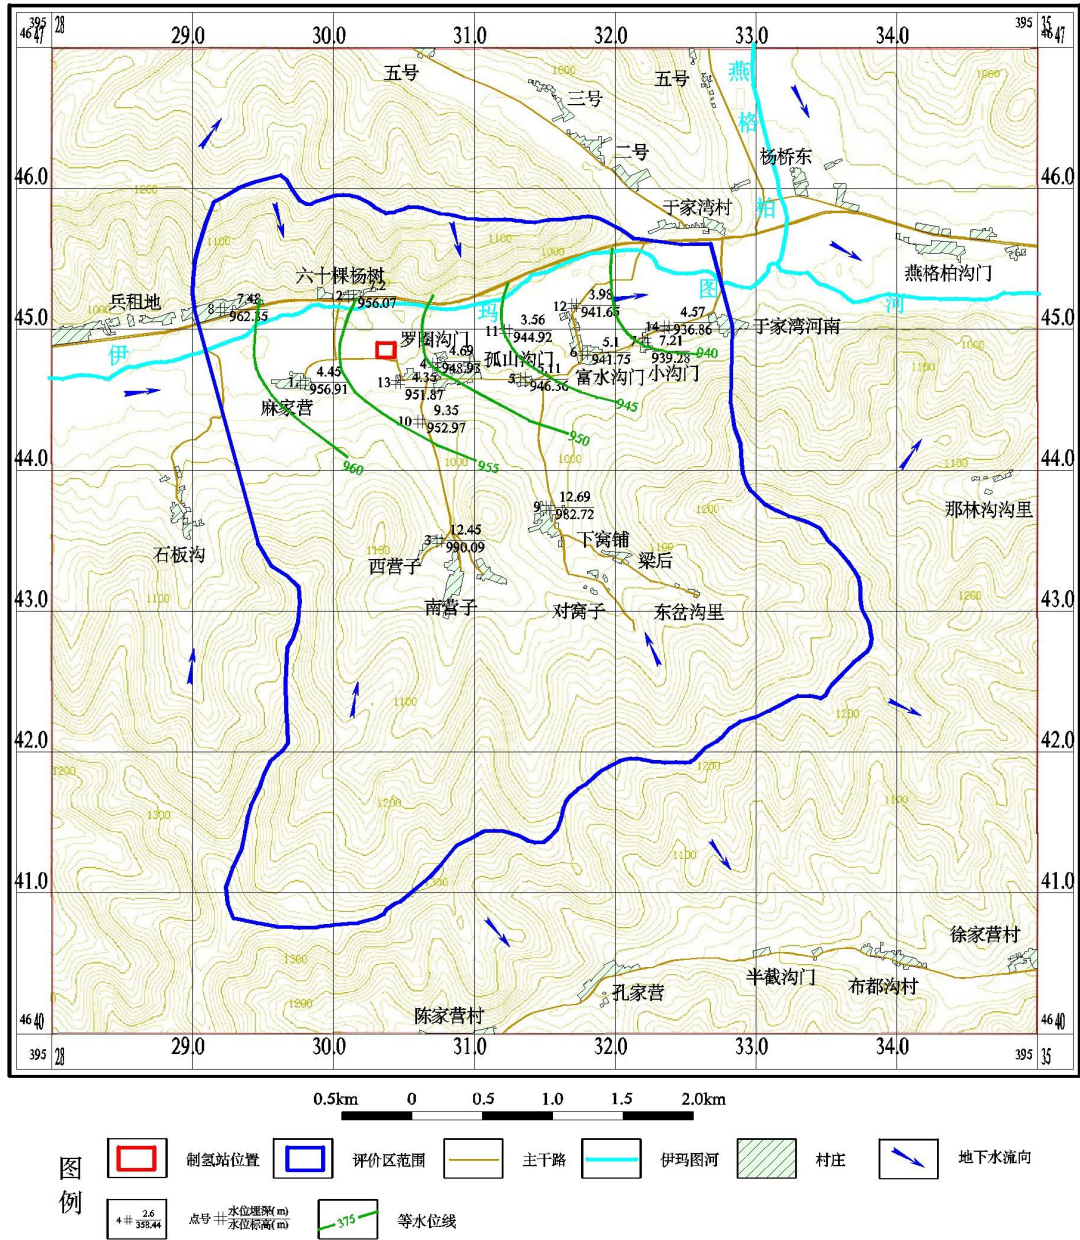 395 28 29.0 30.0 31.0 32.0 33.0 34.0 395 35
46 47 46 47
五号
三号
二号
五号
燕
格
柏
杨桥东
46.0 46.0
于家湾村
燕格柏沟门
六十棵杨树
兵租地
伊
玛
图
河
8 7.48
962.35
2 7.2
956.07
12 3.98
941.65
11 3.56
944.92
14 4.57
936.86
于家湾河南
45.0 45.0
罗圈沟门
4 4.69
948.93
孤山沟门
5 7.11
946.36
6 5.1
941.75
7 7.21
939.28
940
富水沟门
小沟门
1 4.45
956.91
麻家营
13 4.35
951.87
10 9.35
952.97
945
950
955
960
44.0 44.0
9 12.69
982.72
3 12.45
990.09
石板沟
西营子
南营子
下窝铺
梁后
对窝子
东岔沟里
那林沟沟里
43.0 43.0
42.0 42.0
41.0 41.0
1000
1100
1200
1300
徐家营村
半截沟门
布都沟村
孔家营
陈家营村
46 40 46 40
395 28 29.0 30.0 31.0 32.0 33.0 34.0 395 35
0.5km 0 0.5 1.0 1.5 2.0km
图例
制氢站位置
评价区范围
主干路
伊玛图河
村庄
地下水流向
4 2.6
358.44
点号 水位埋深(m)
水位标高(m)
375
等水位线